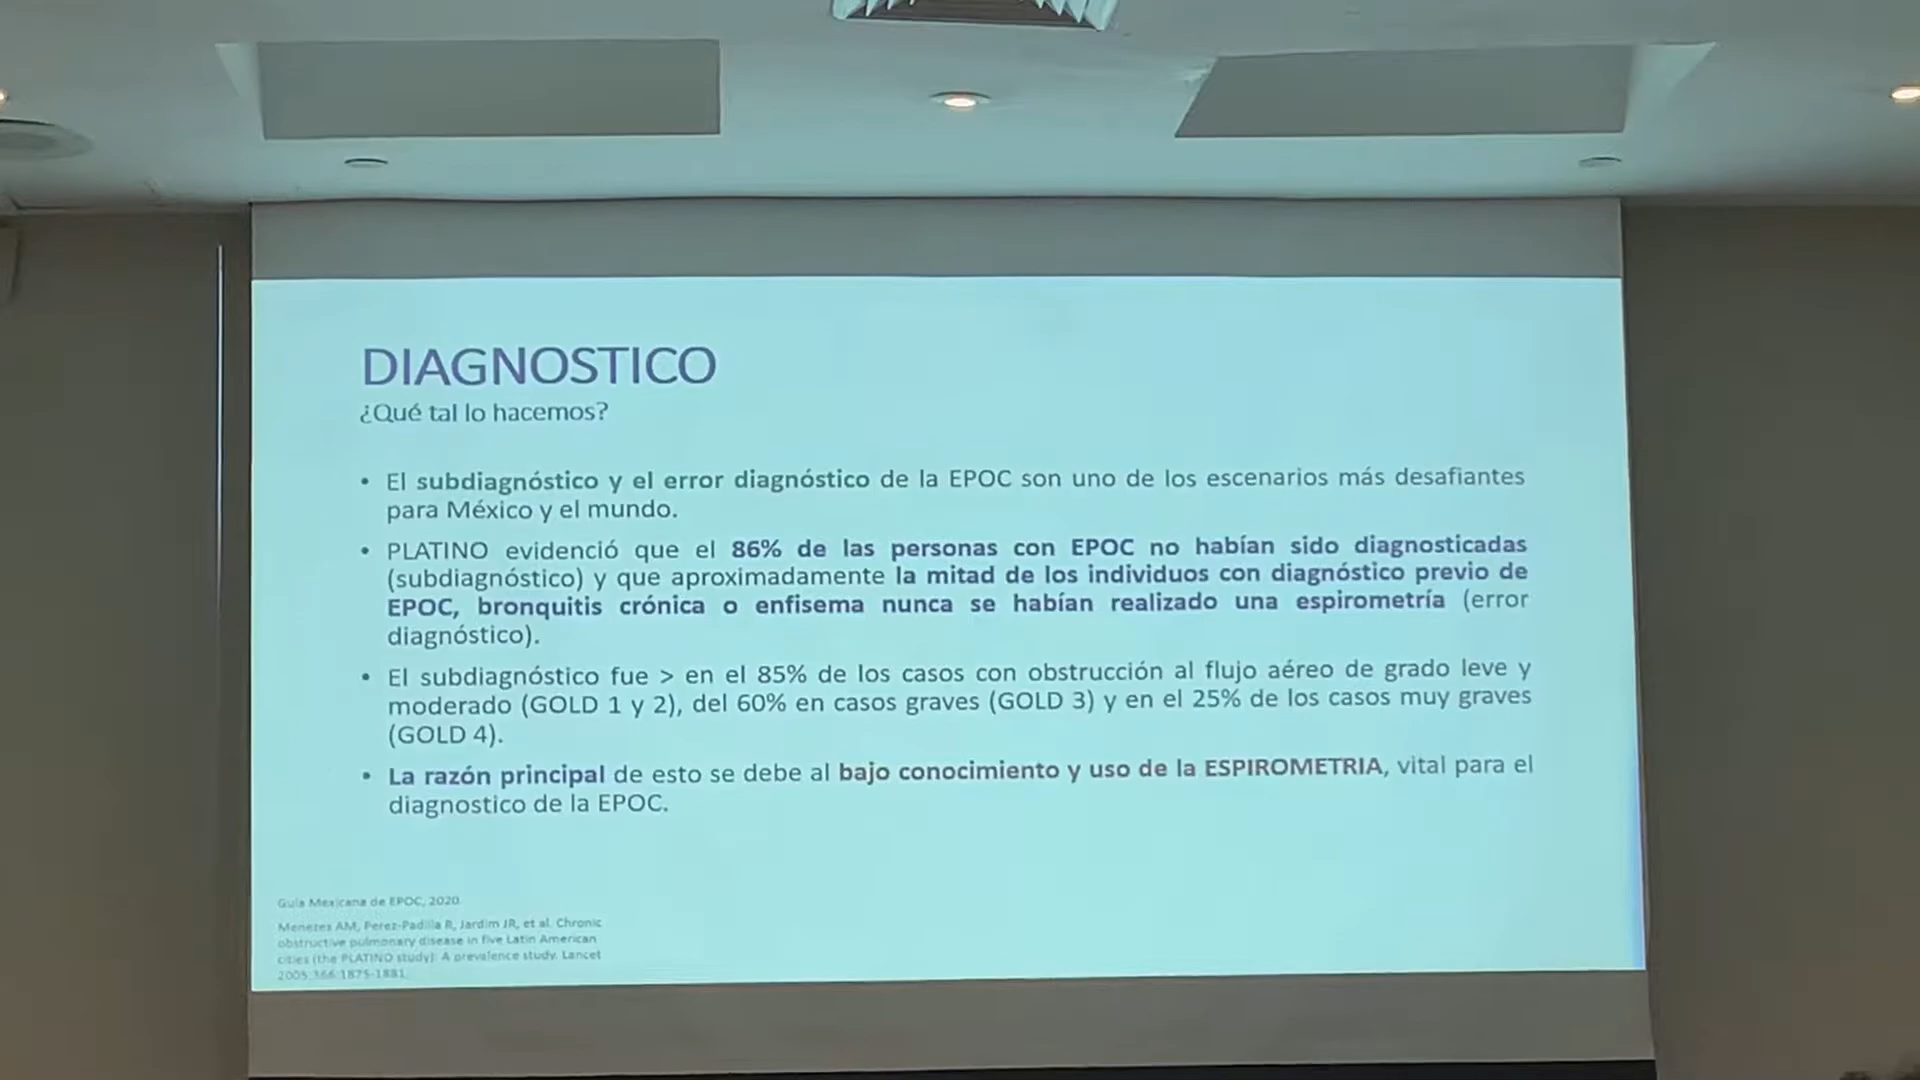 DIAGNOSTICO
¿Qué tal lo hacemos?
• El subdiagnóstico y el error diagnóstico de la EPOC son uno de los escenarios más desafiantes
para México y el mundo.
• PLATINO evidenció que el 86% de las personas con EPOC no habían sido diagnosticadas
(subdiagnóstico) y que aproximadamente la mitad de los individuos con diagnóstico previo de
EPOC, bronquitis crónica o enfisema nunca se habían realizado una espirometría (error
diagnóstico).
• El subdiagnóstico fue > en el 85% de los casos con obstrucción al flujo aéreo de grado leve y
moderado (GOLD 1 y 2), del 60% en casos graves (GOLD 3) y en el 25% de los casos muy graves
(GOLD 4).
• La razón principal de esto se debe al bajo conocimiento y uso de la ESPIROMETRIA, vital para el
diagnostico de la EPOC.
Guía Mexicana de EPOC, 2020.
Menezes AM, Perez-Padilla R, Jardim JR, et al. Chronic
obstructive pulmonary disease in five Latin American
cities (the PLATINO study): A prevalence study. Lancet
2005;366:1875-1881.